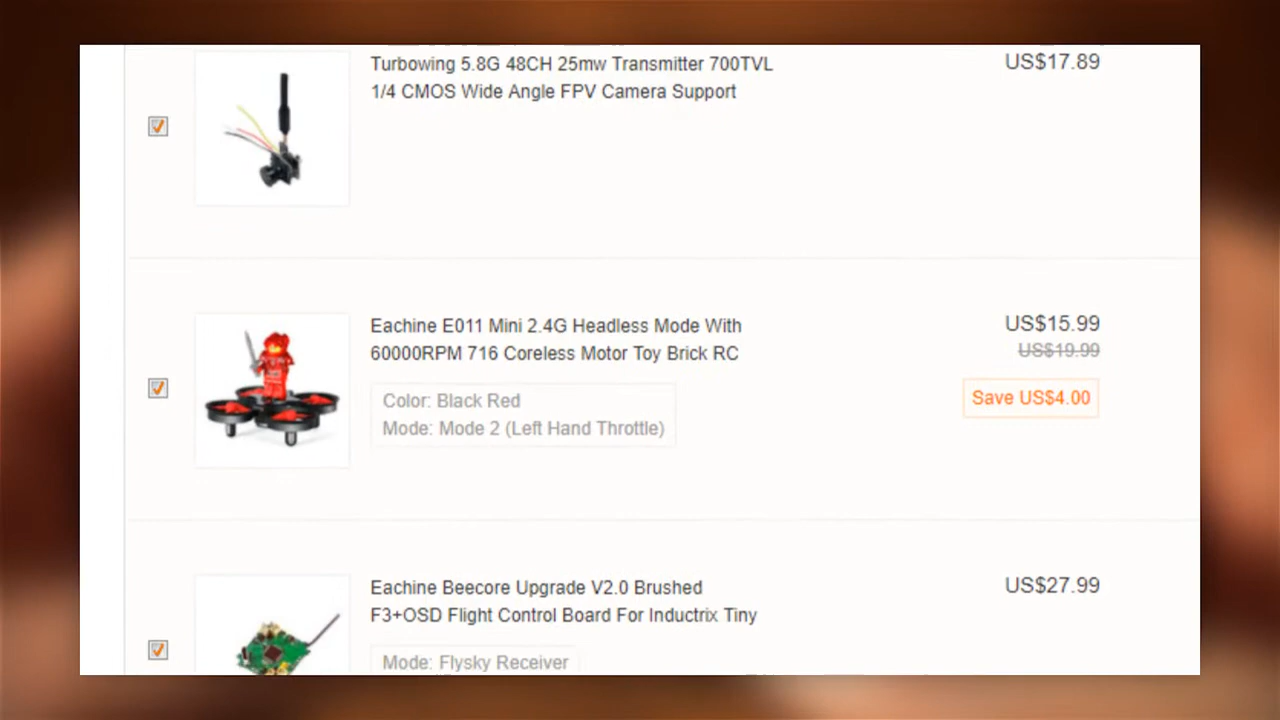 Turbowing 5.8G 48CH 25mw Transmitter 700TVL
US$17.89
1/4 CMOS Wide Angle FPV Camera Support
Eachine E011 Mini 2.4G Headless Mode With
US$15.99
60000RPM 716 Coreless Motor Toy Brick RC
US$19.99
Color: Black Red
Save US$4.00
Mode: Mode 2 (Left Hand Throttle)
Eachine Beecore Upgrade V2.0 Brushed
US$27.99
F3+OSD Flight Control Board For Inductrix Tiny
Mode: Flysky Receiver